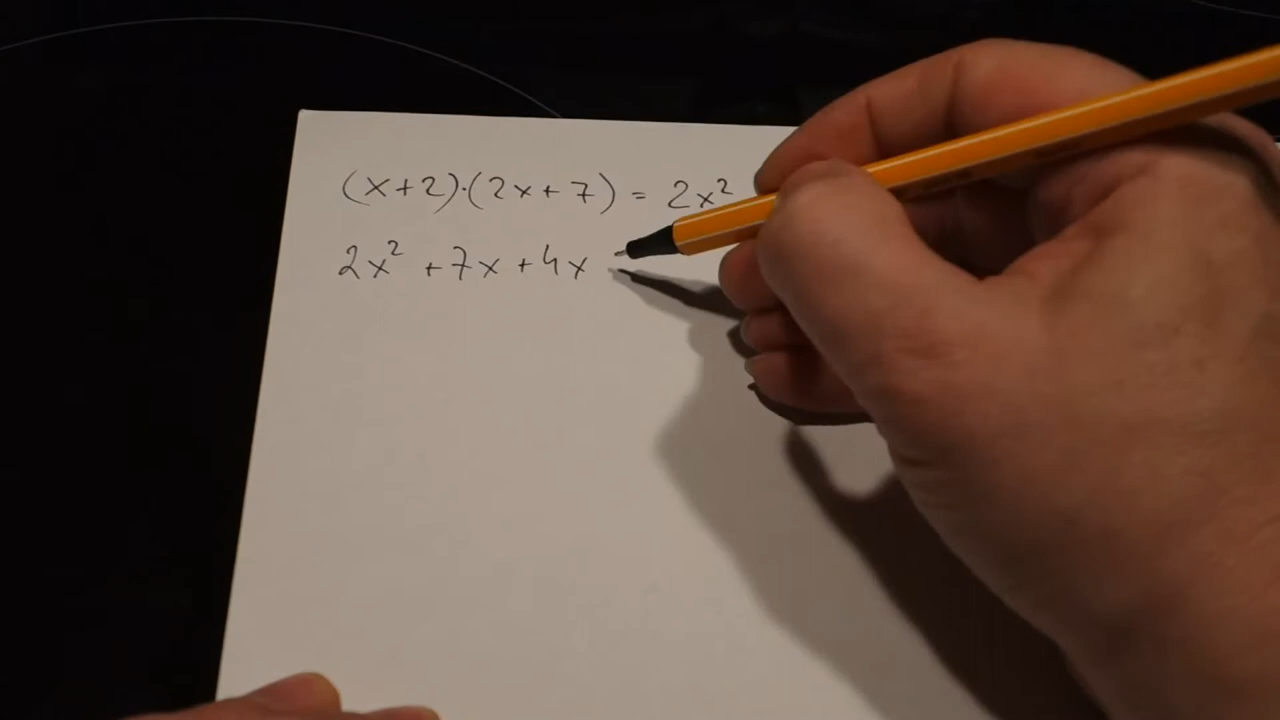 (x+2)·(2x+7) = 2x²
2x² +7x +4x